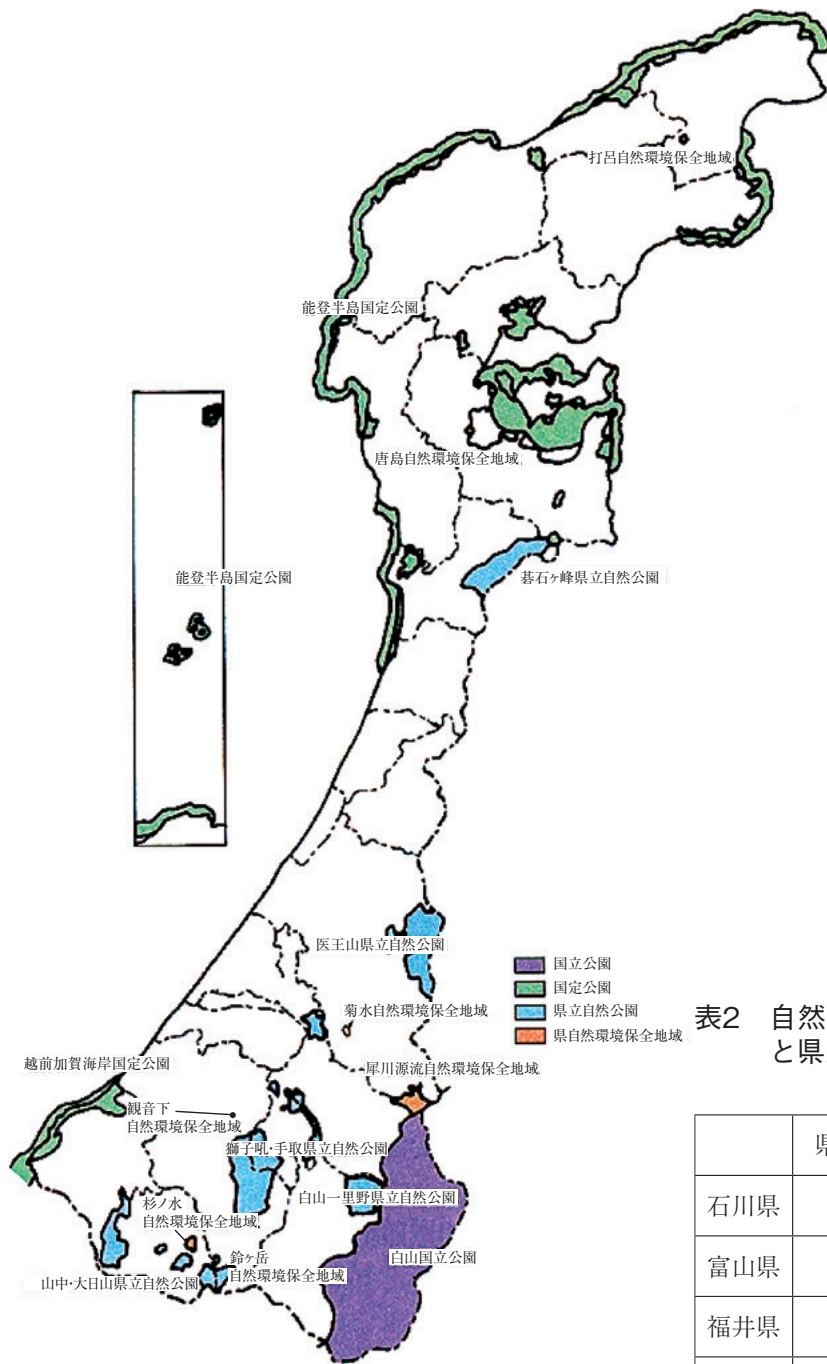 打呂自然環境保全地域
能登半島国定公園
唐島自然環境保全地域
能登半島国定公園
碁石ヶ峰県立自然公園
医王山県立自然公園
国立公園
国定公園
県立自然公園
県自然環境保全地域
菊水自然環境保全地域
表2 自然
と県
越前加賀海岸国定公園
犀川源流自然環境保全地域
観音下
自然環境保全地域
獅子吼・手取県立自然公園
白山一里野県立自然公園
杉ノ水
自然環境保全地域
白山国立公園
鈴ヶ岳
自然環境保全地域
山中・大日山県立自然公園
県
石川県
富山県
福井県